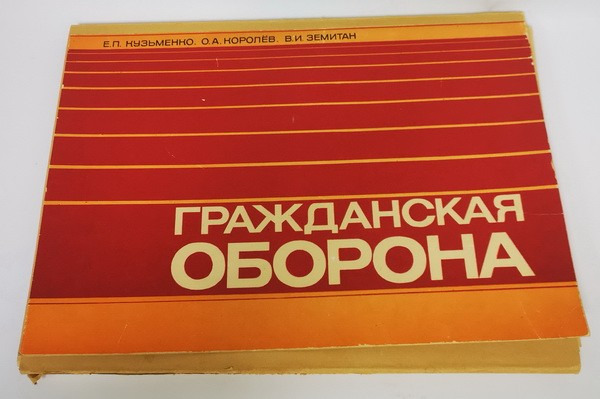 Е.П. КУЗЬМЕНКО, О.А. КОРОЛЁВ, В.И. ЗЕМИТАН
ГРАЖДАНСКАЯ
ОБОРОНА